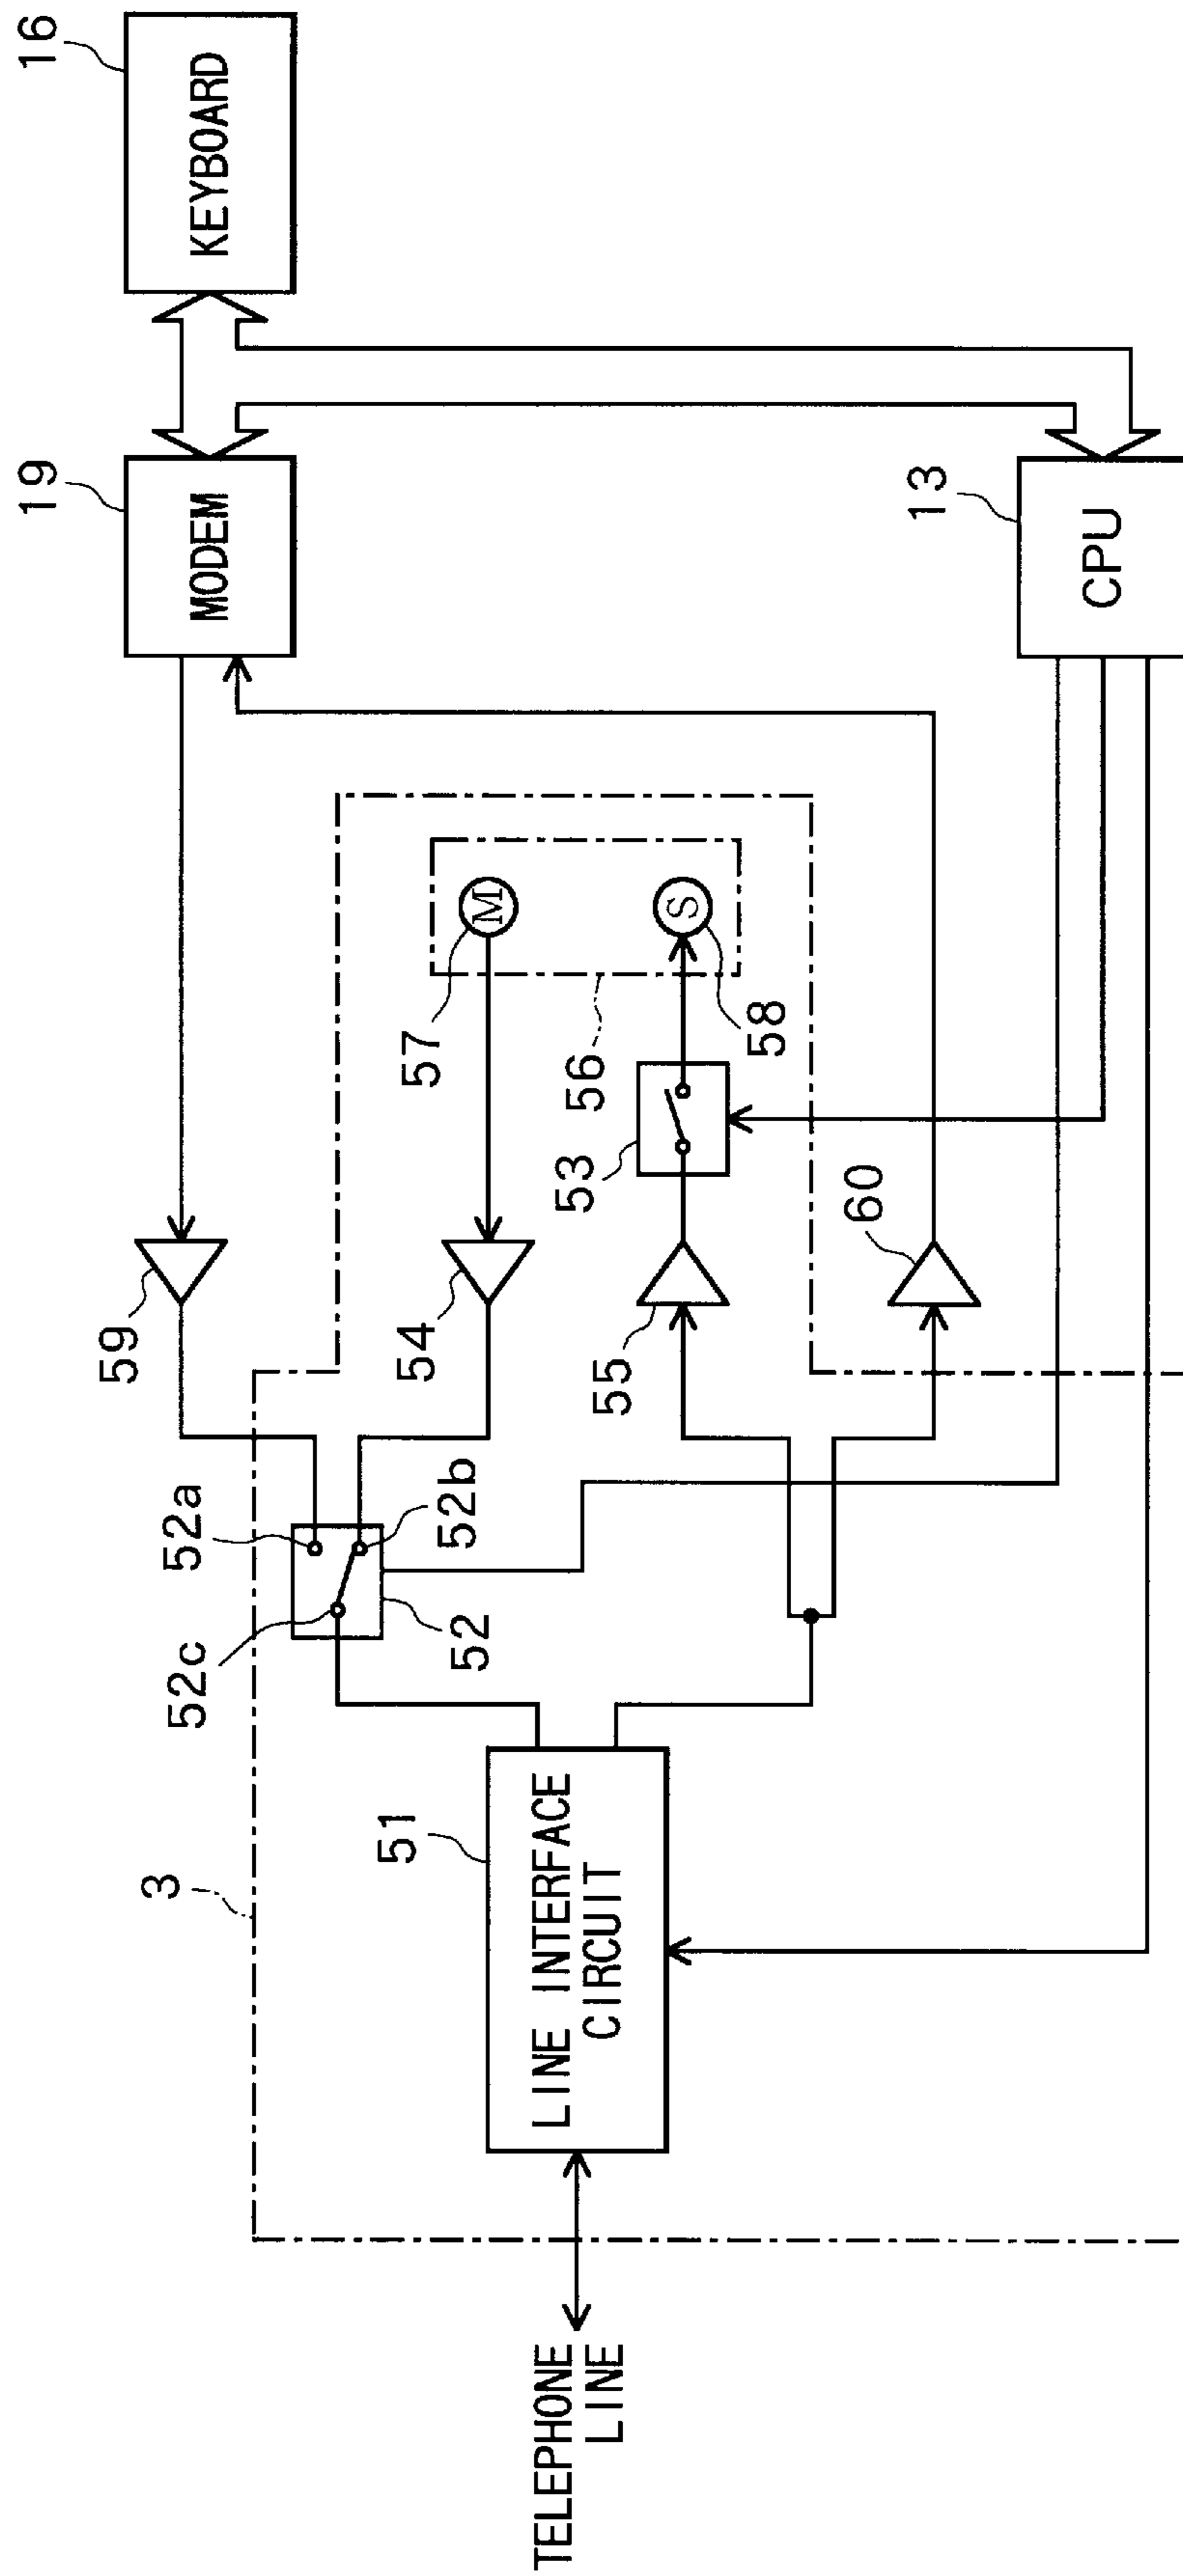 16
KEYBOARD
19
MODEM
13
CPU
59
57
M
54
56
S
58
53
55
60
52a
52b
52c
52
3
51
LINE INTERFACE
CIRCUIT
TELEPHONE
LINE